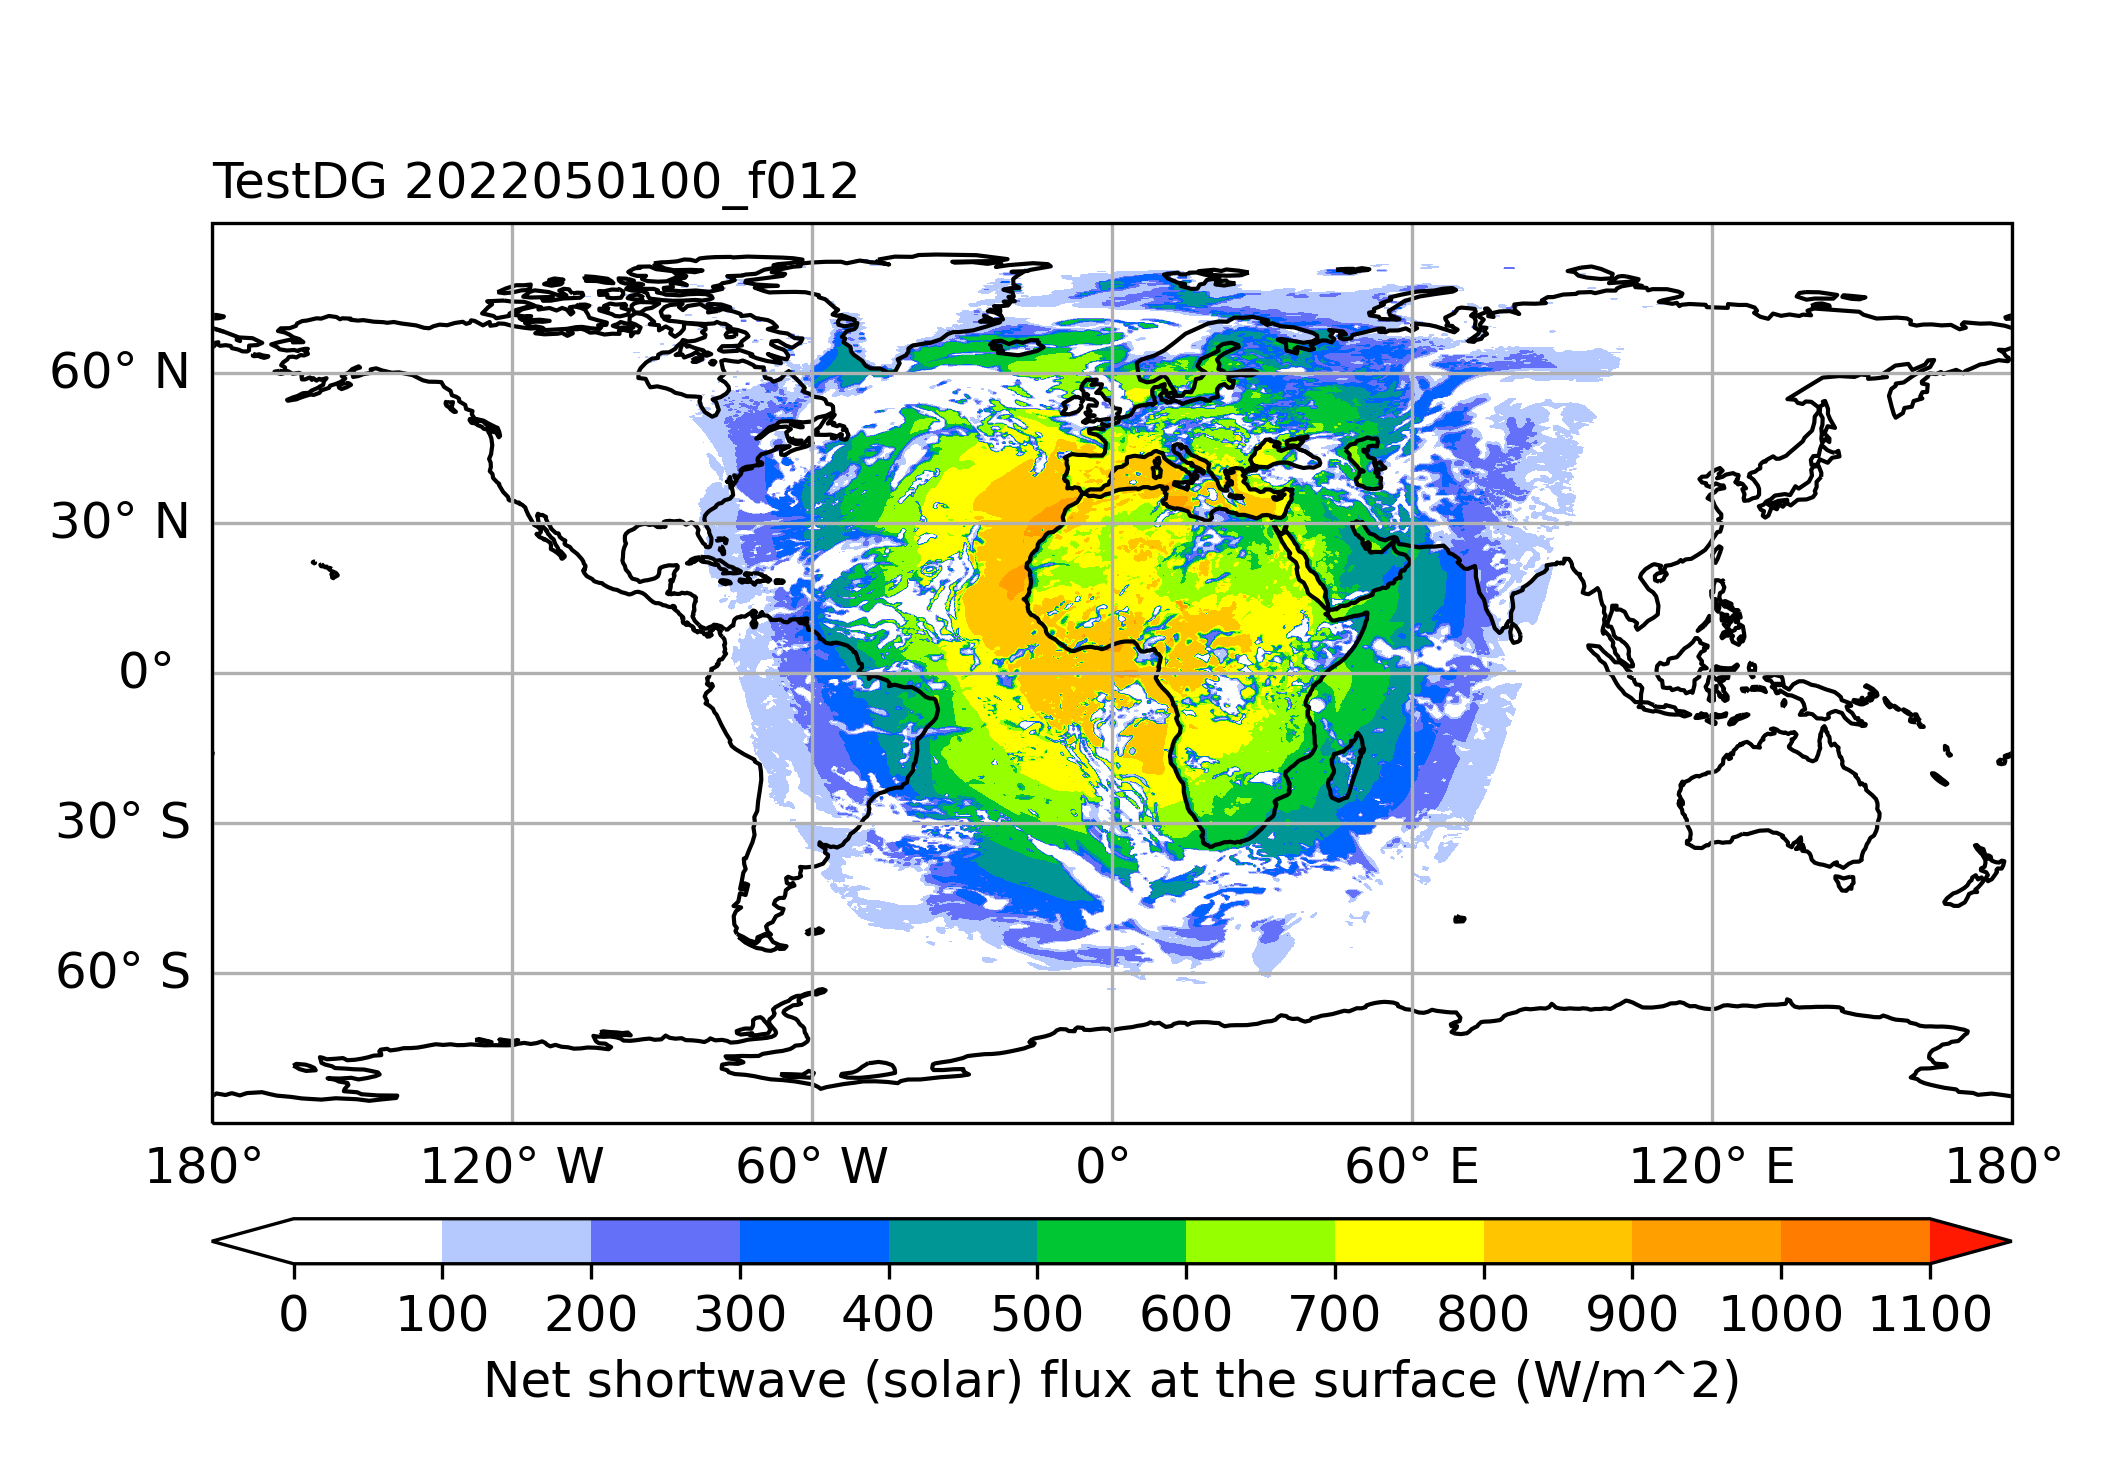 TestDG 2022050100_f012
60° N
30° N
0°
30° S
60° S
180° 120° W 60° W 0° 60° E 120° E 180°
0 100 200 300 400 500 600 700 800 900 1000 1100
Net shortwave (solar) flux at the surface (W/m^2)